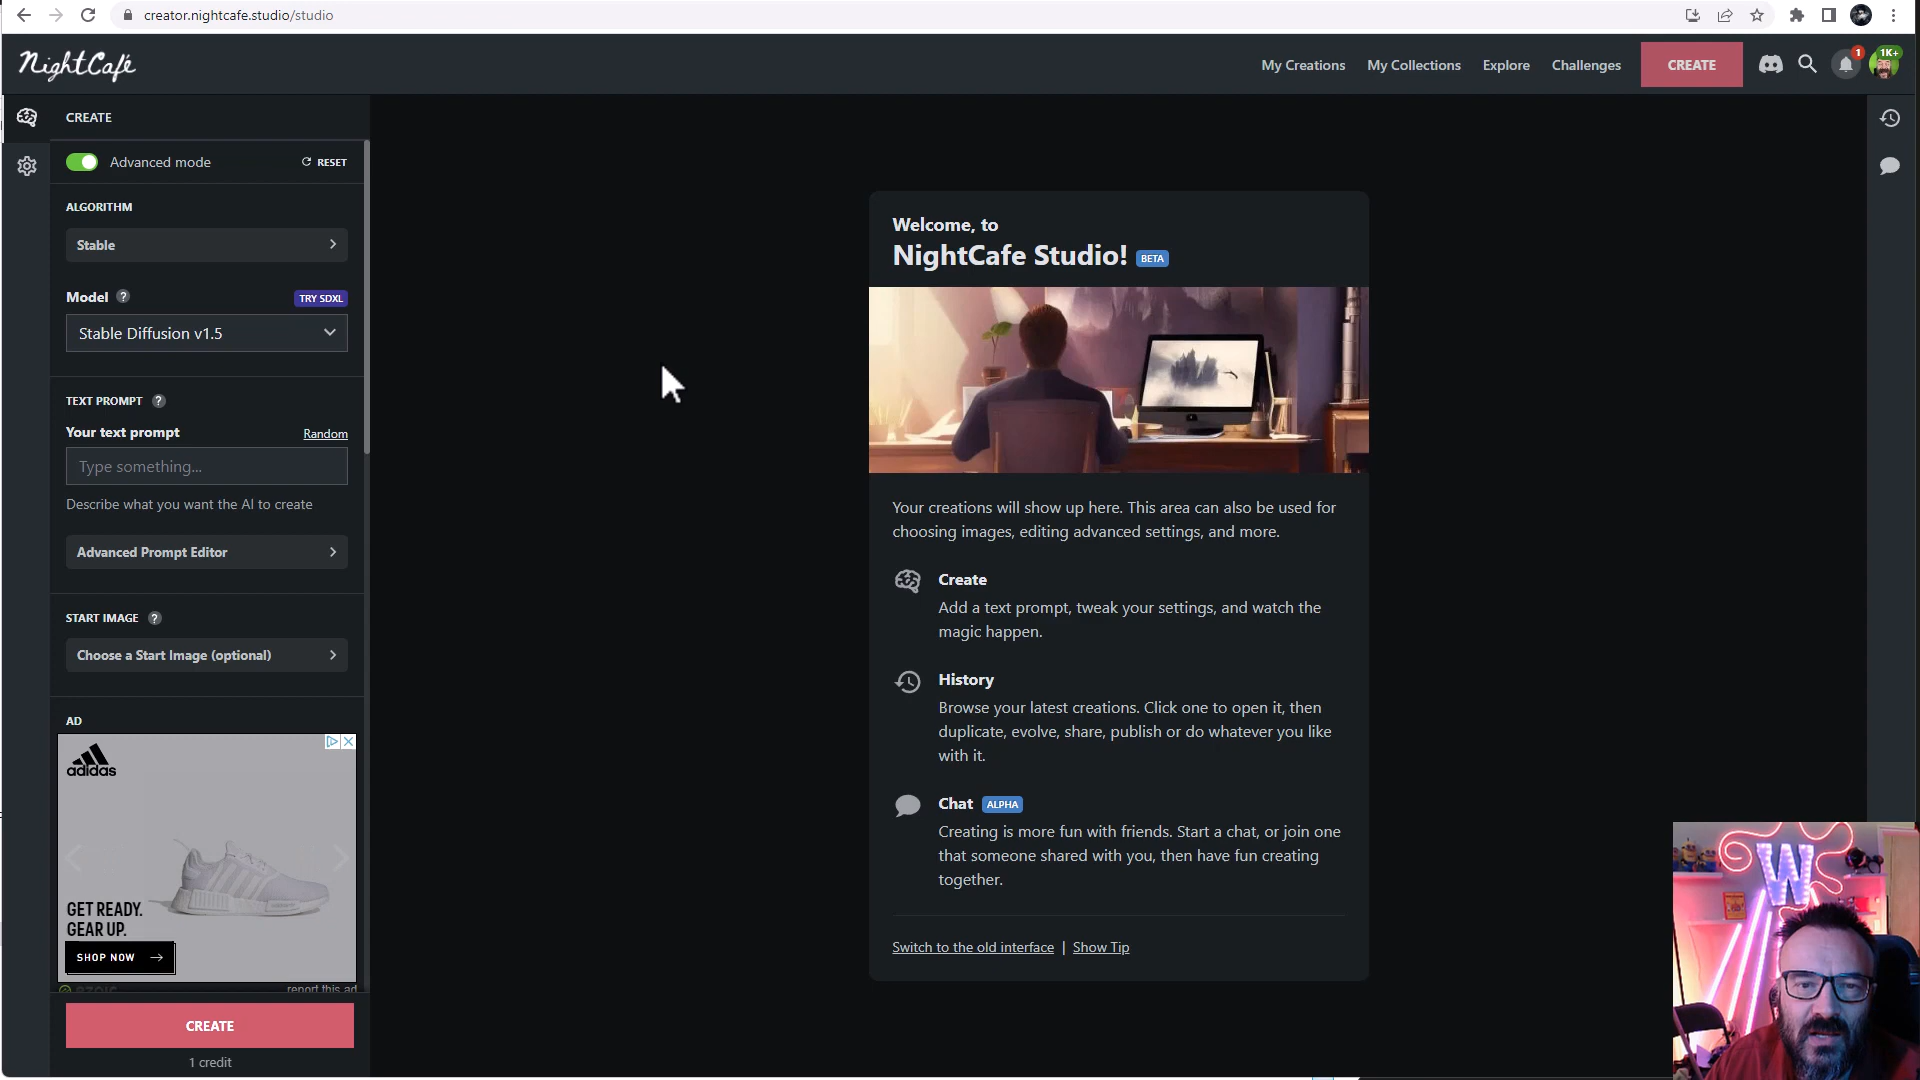 creator.nightcafe.studio/studio
NightCafé
My Creations
My Collections
Explore
Challenges
CREATE
1
1K+
CREATE
Advanced mode
RESET
ALGORITHM
Stable
Model ?
TRY SDXL
Stable Diffusion v1.5
TEXT PROMPT ?
Your text prompt
Random
Type something...
Describe what you want the AI to create
Advanced Prompt Editor
START IMAGE ?
Choose a Start Image (optional)
AD
adidas
GET READY.
GEAR UP.
SHOP NOW
report this ad
CREATE
1 credit
Welcome, to
NightCafe Studio! BETA
Your creations will show up here. This area can also be used for
choosing images, editing advanced settings, and more.
Create
Add a text prompt, tweak your settings, and watch the
magic happen.
History
Browse your latest creations. Click one to open it, then
duplicate, evolve, share, publish or do whatever you like
with it.
Chat ALPHA
Creating is more fun with friends. Start a chat, or join one
that someone shared with you, then have fun creating
together.
Switch to the old interface | Show Tip
W